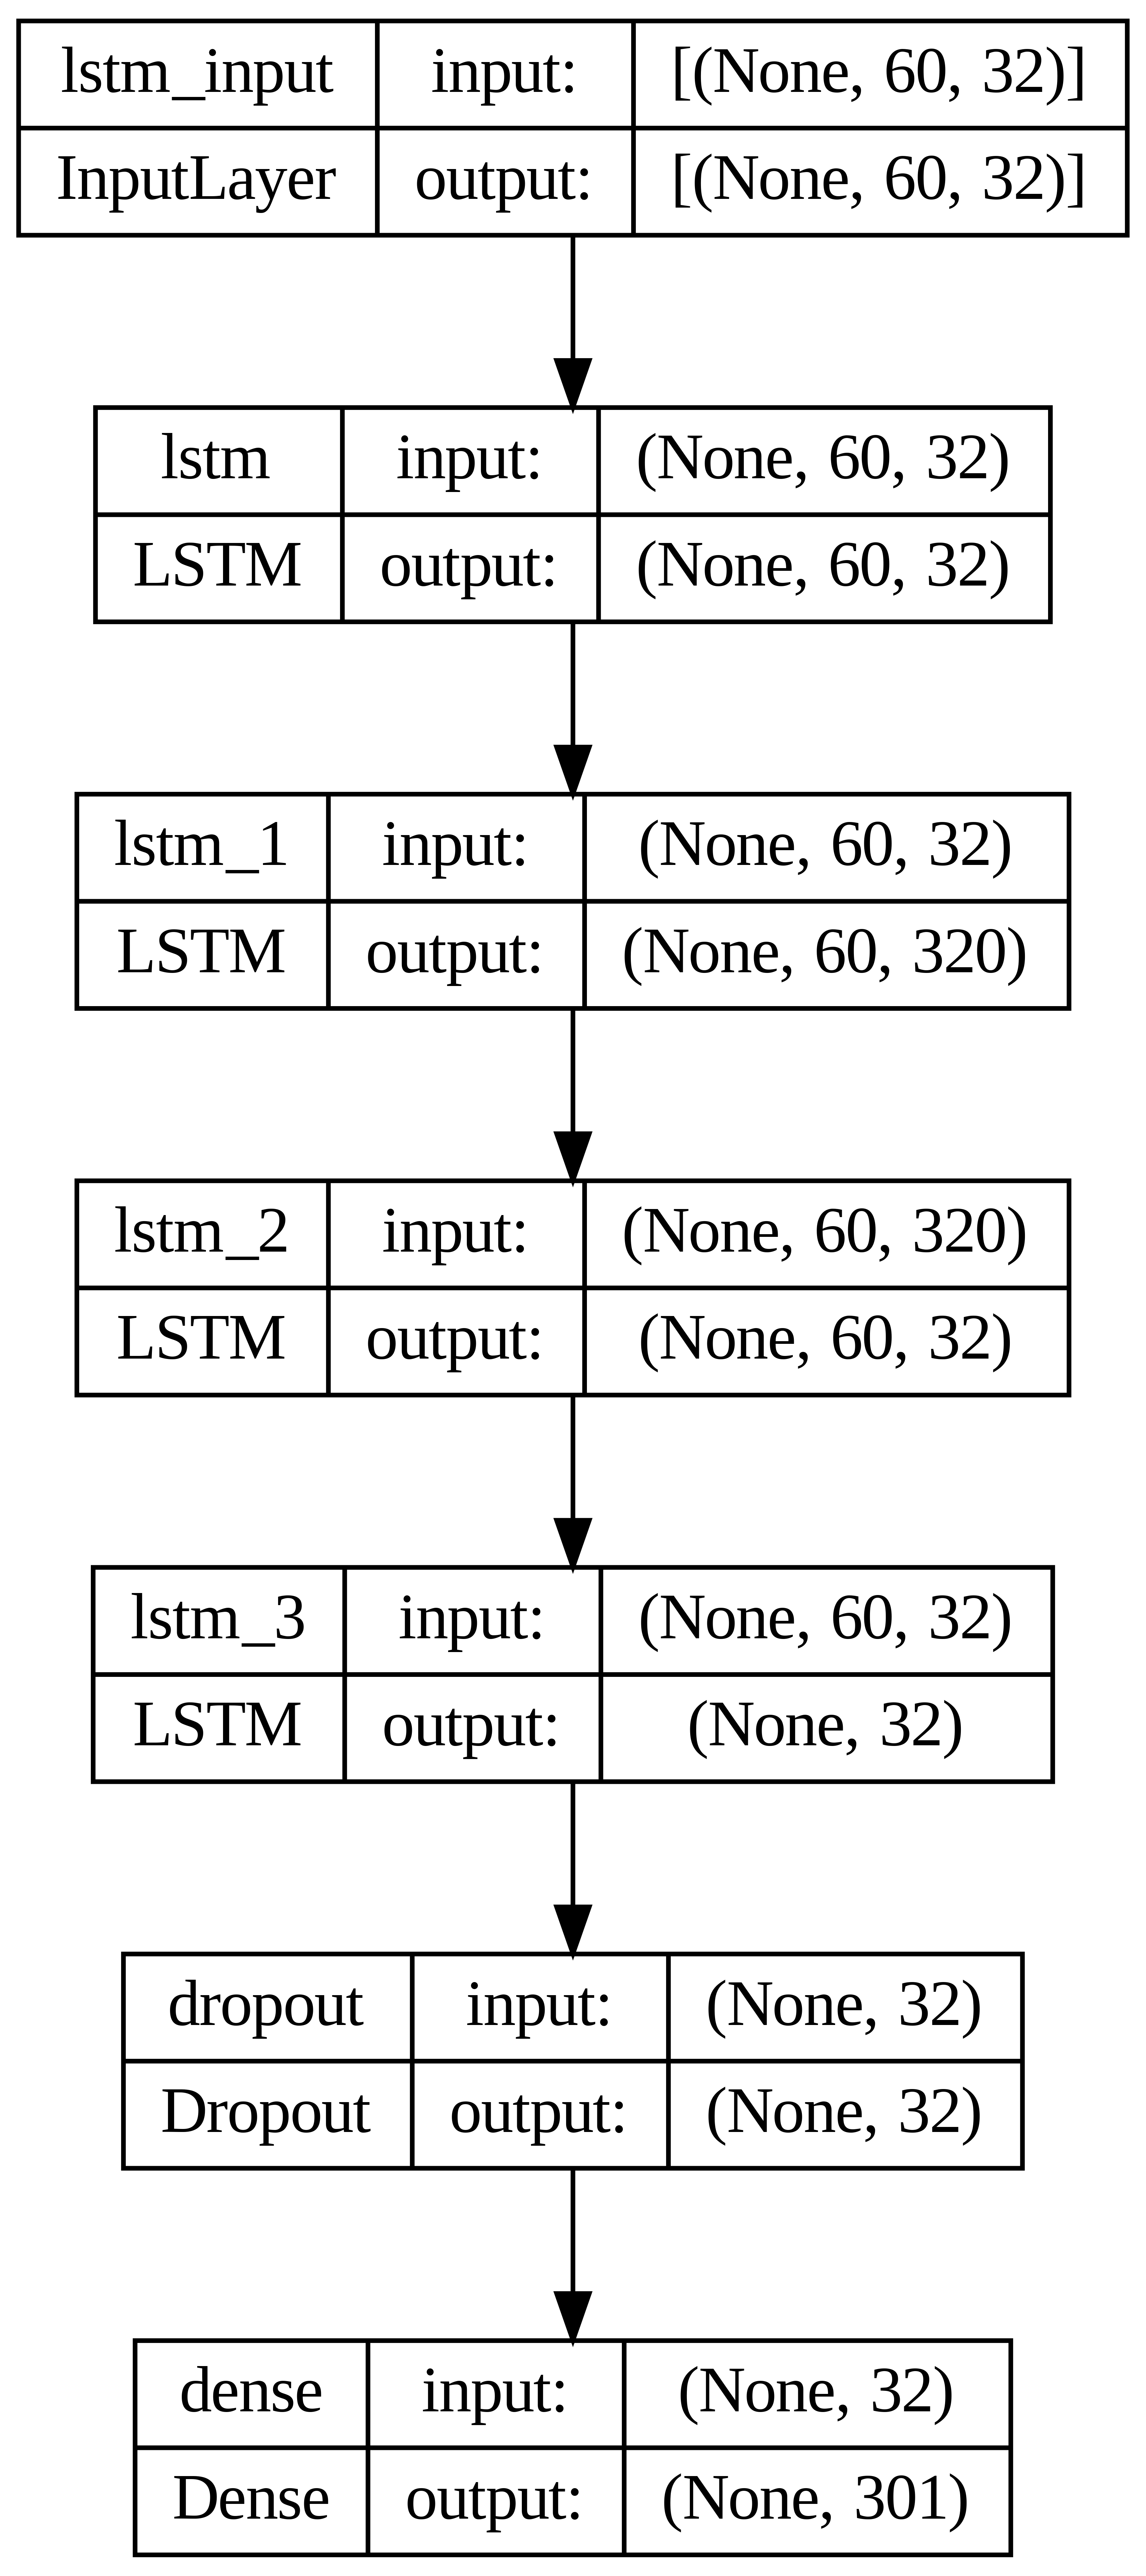 lstm_input input: [(None, 60, 32)]
InputLayer output: [(None, 60, 32)]
lstm input: (None, 60, 32)
LSTM output: (None, 60, 32)
lstm_1 input: (None, 60, 32)
LSTM output: (None, 60, 320)
lstm_2 input: (None, 60, 320)
LSTM output: (None, 60, 32)
lstm_3 input: (None, 60, 32)
LSTM output: (None, 32)
dropout input: (None, 32)
Dropout output: (None, 32)
dense input: (None, 32)
Dense output: (None, 301)